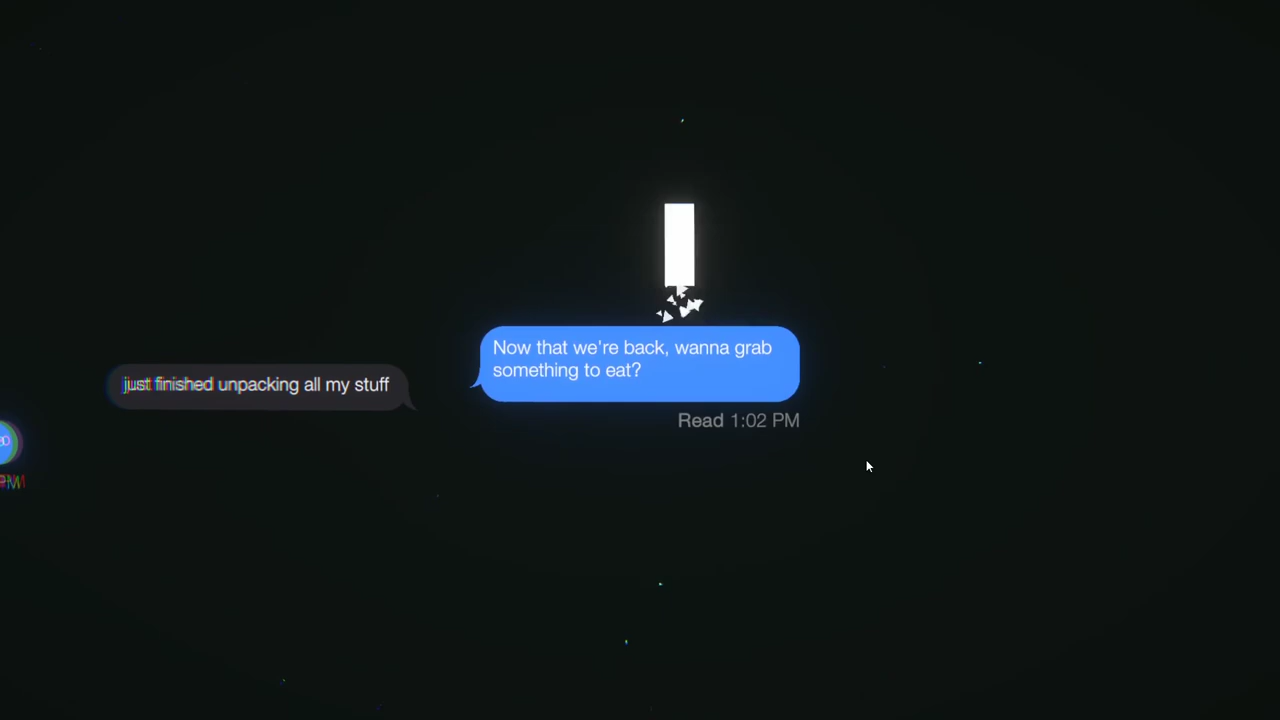 just finished unpacking all my stuff
Now that we're back, wanna grab
something to eat?
Read 1:02 PM